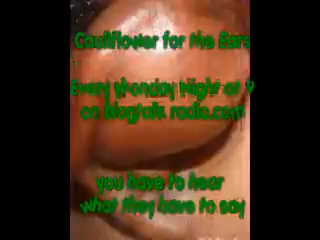 Cauliflower for the Ears
Every Monday Night at 9
on blogtalk radio.com
you have to hear
what they have to say